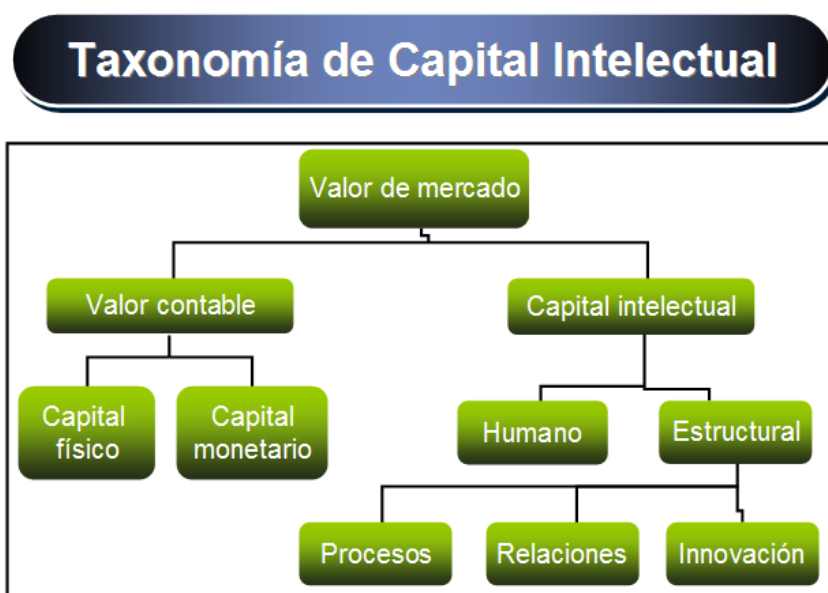 Taxonomía de Capital Intelectual
Valor de mercado
Valor contable
Capital intelectual
Capital
físico
Capital
monetario
Humano
Estructural
Procesos
Relaciones
Innovación